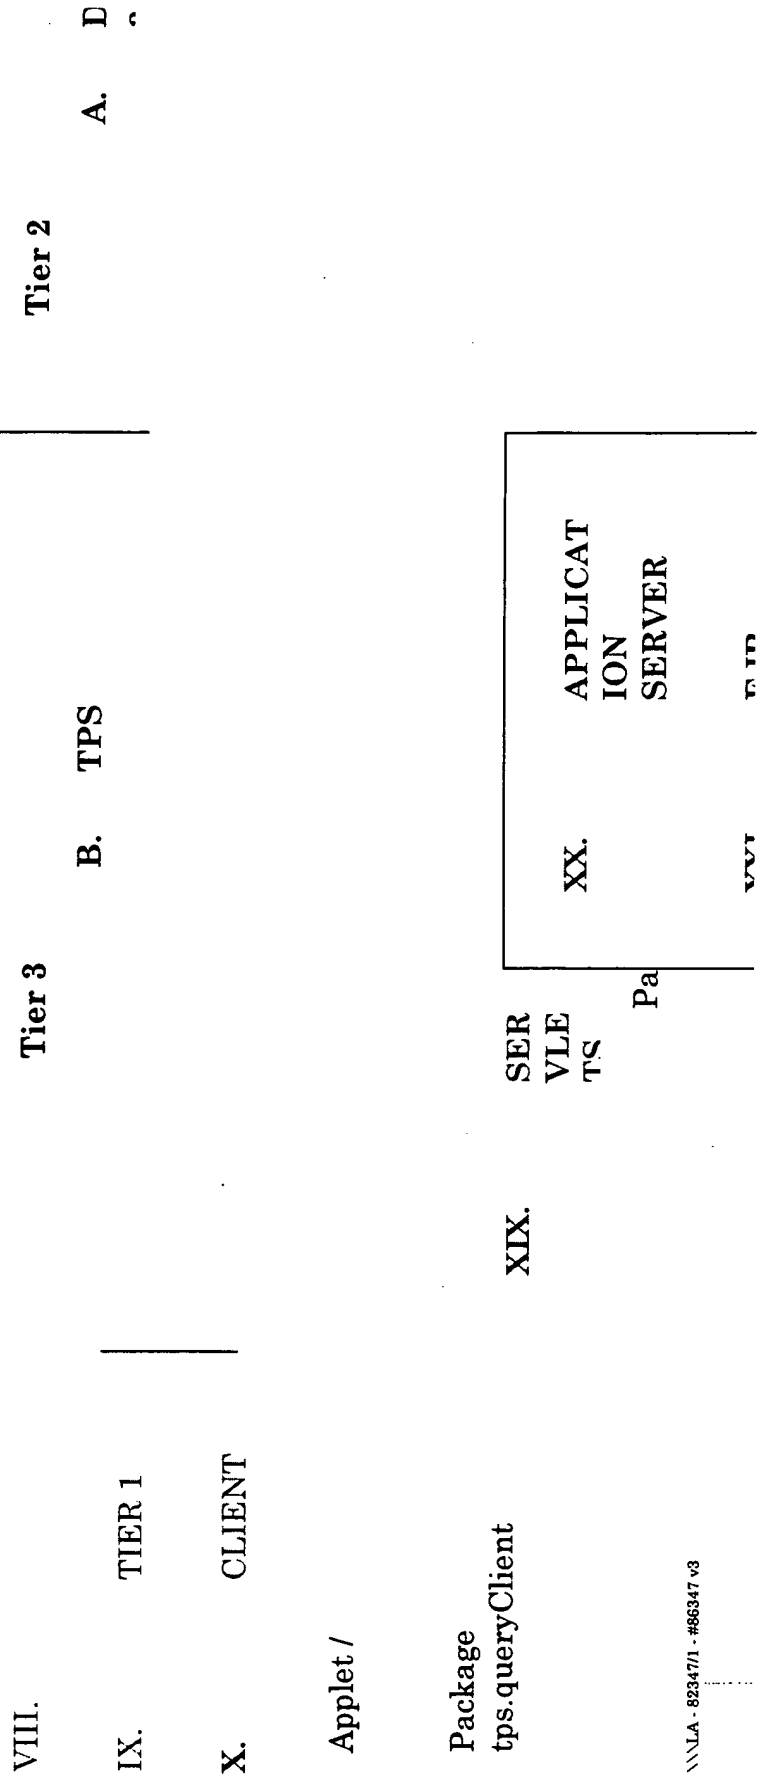 VIII.
Tier 3
Tier 2
B. TPS
A. D
IX. TIER 1
X. CLIENT
Applet /
Package
tps.queryClient
XIX. SER
VLE
TS
Pa
XX. APPLICAT
ION
SERVER
\\\LA - 82347/1 - #86347 v3